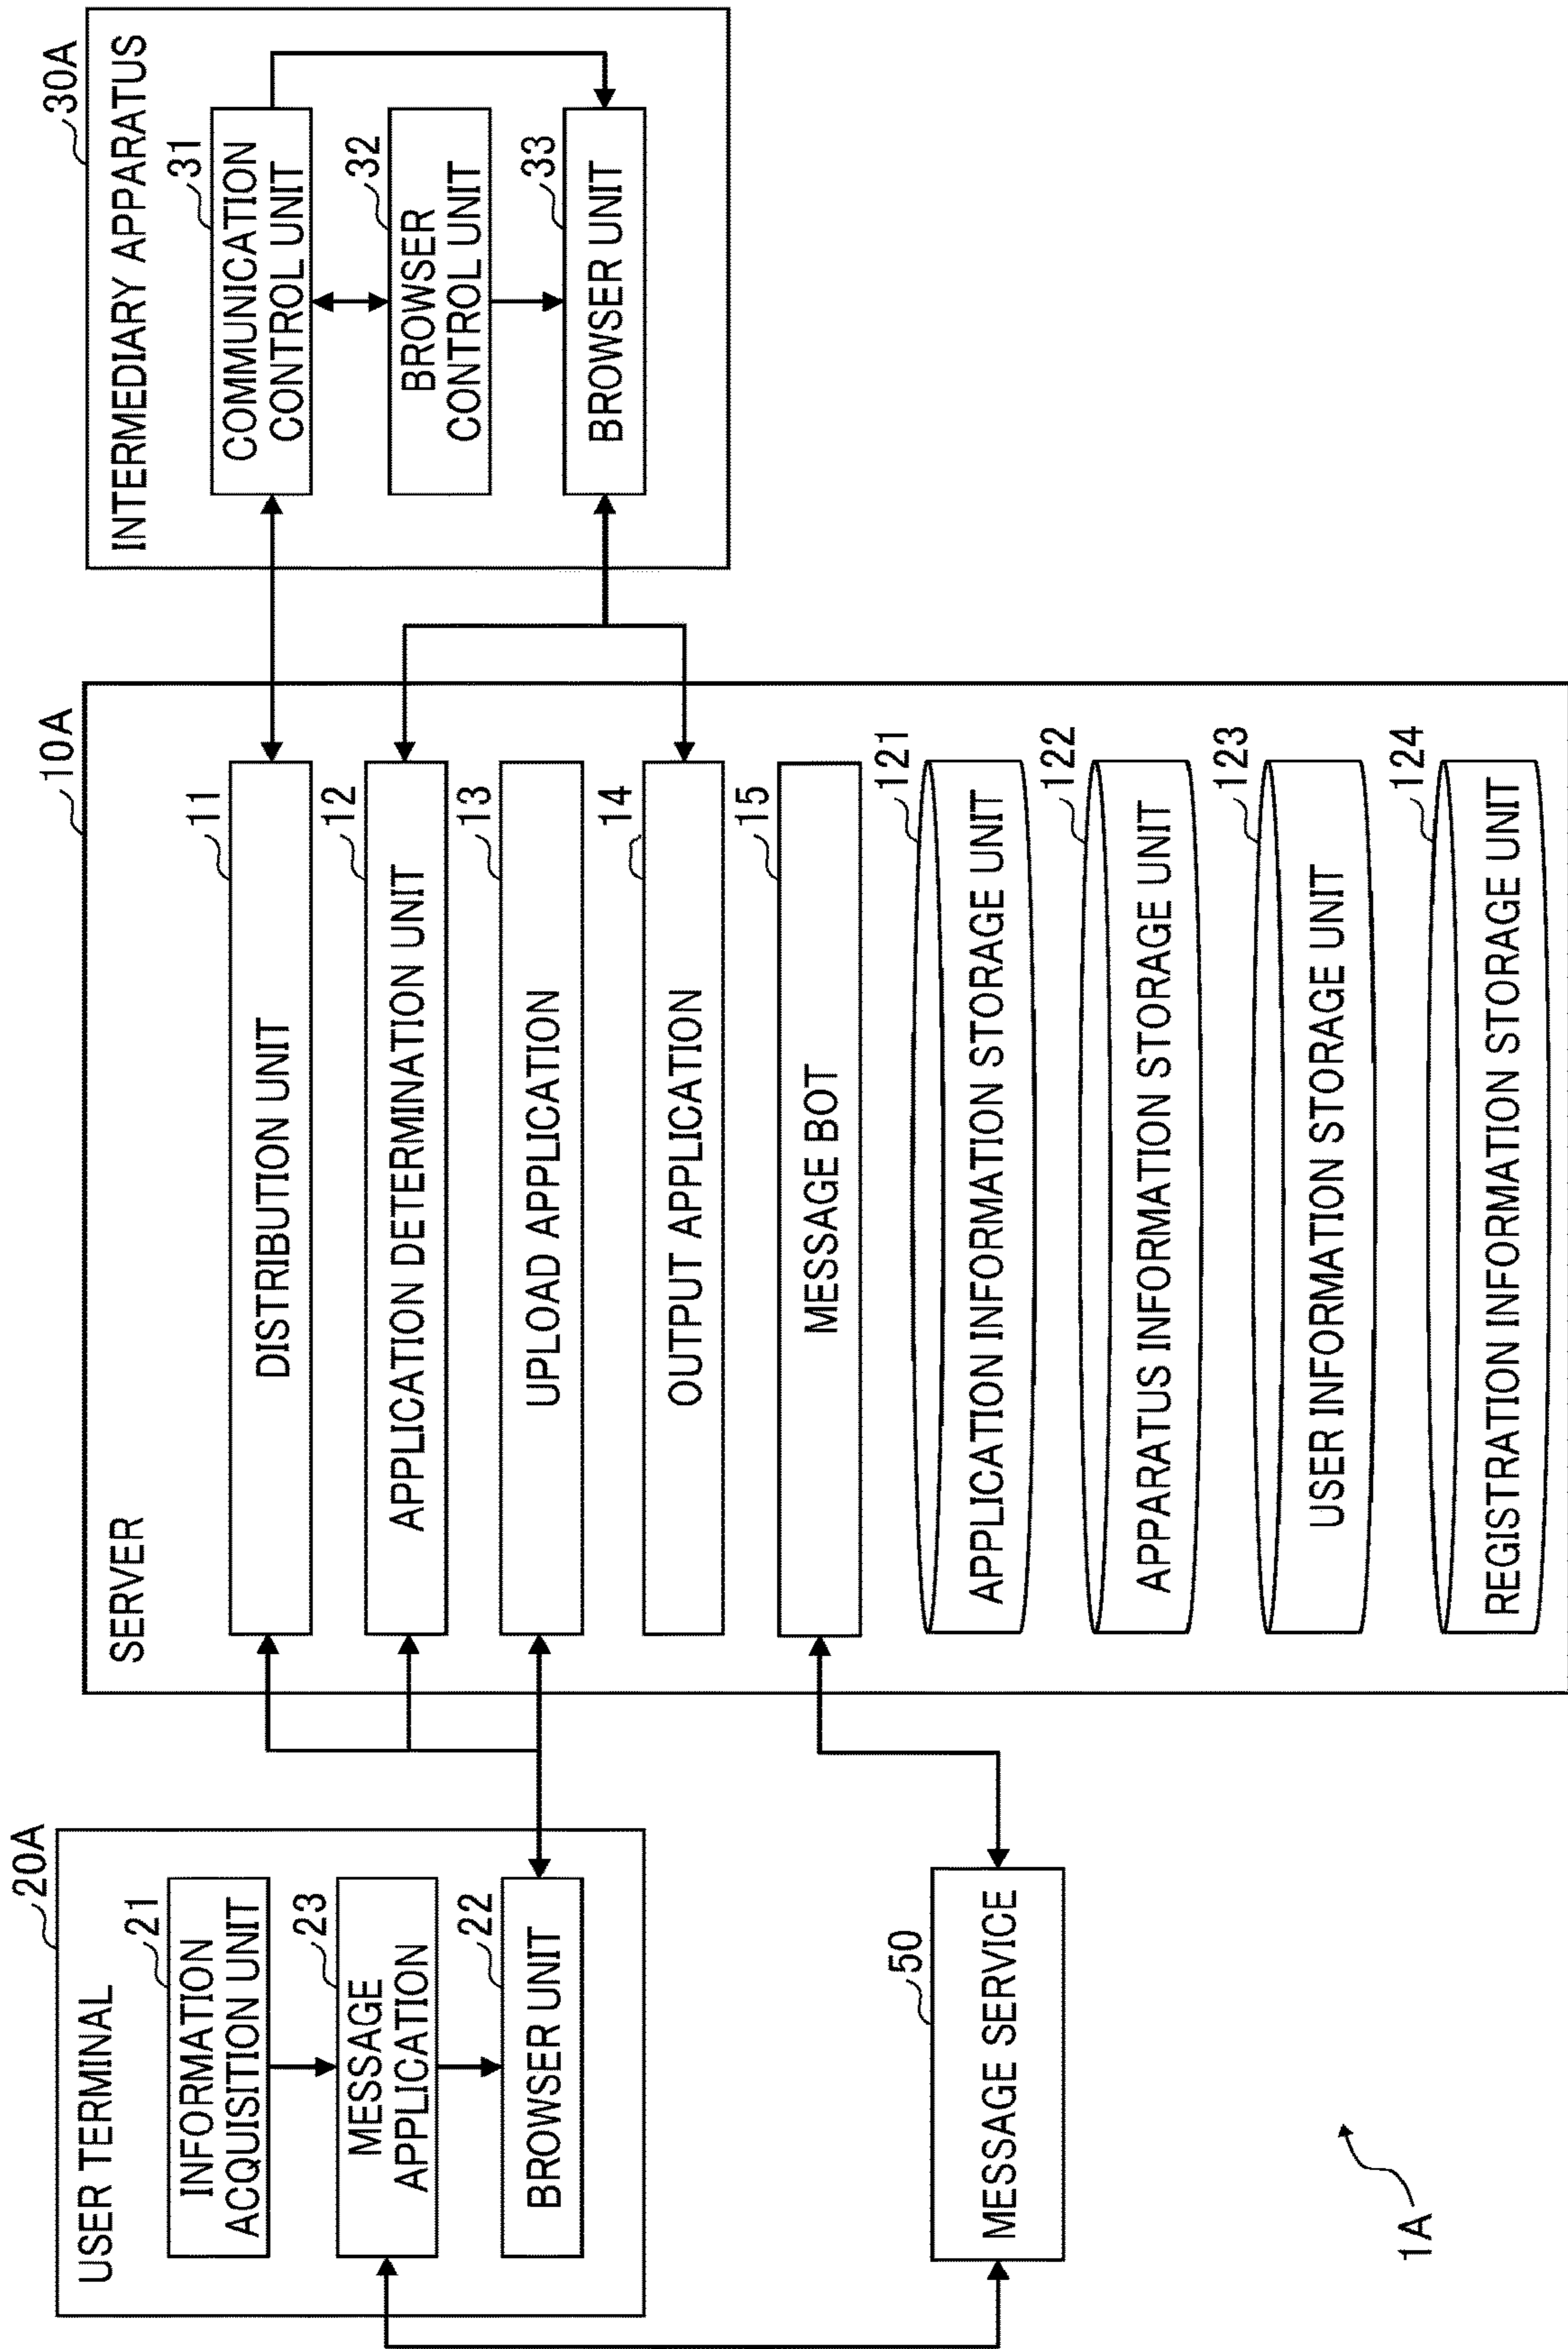 20A
USER TERMINAL
21
INFORMATION
ACQUISITION UNIT
23
MESSAGE
APPLICATION
22
BROWSER UNIT
50
MESSAGE SERVICE
1A
10A
SERVER
11
DISTRIBUTION UNIT
12
APPLICATION DETERMINATION UNIT
13
UPLOAD APPLICATION
14
OUTPUT APPLICATION
15
MESSAGE BOT
121
APPLICATION INFORMATION STORAGE UNIT
122
APPARATUS INFORMATION STORAGE UNIT
123
USER INFORMATION STORAGE UNIT
124
REGISTRATION INFORMATION STORAGE UNIT
30A
INTERMEDIARY APPARATUS
31
COMMUNICATION
CONTROL UNIT
32
BROWSER
CONTROL UNIT
33
BROWSER UNIT